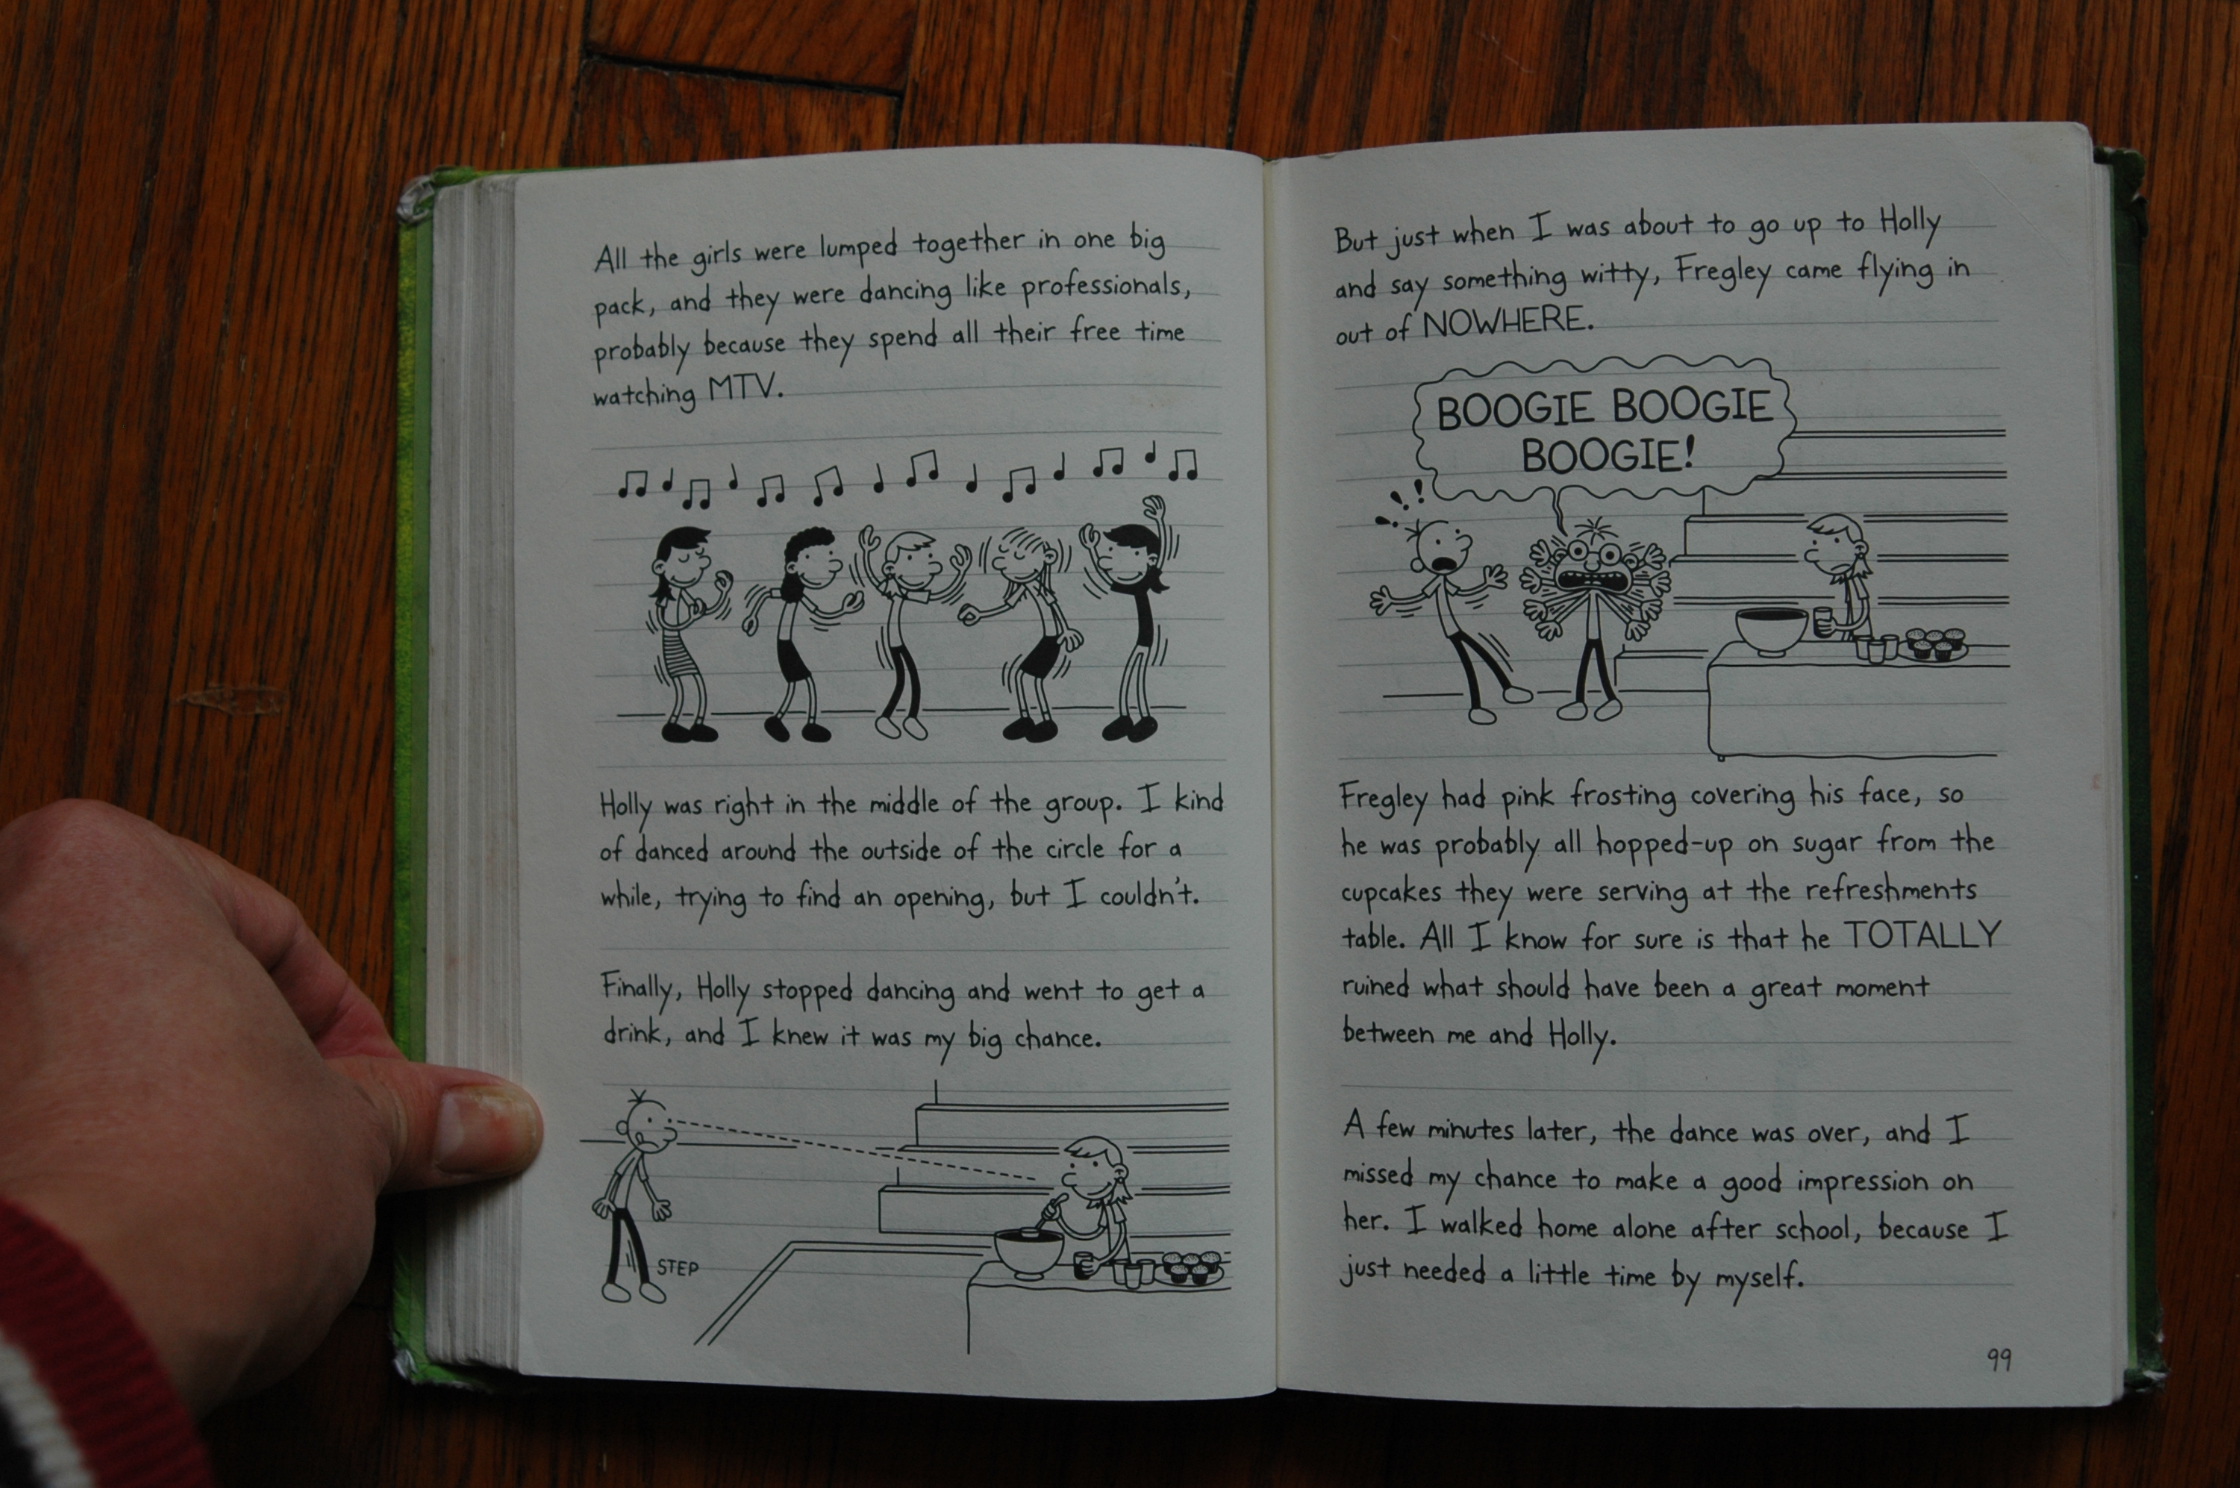 All the girls were lumped together in one big
pack, and they were dancing like professionals,
probably because they spend all their free time
watching MTV.
Holly was right in the middle of the group. I kind
of danced around the outside of the circle for a
while, trying to find an opening, but I couldn't.
Finally, Holly stopped dancing and went to get a
drink, and I knew it was my big chance.
STEP
But just when I was about to go up to Holly
and say something witty, Fregley came flying in
out of NOWHERE.
BOOGIE BOOGIE
BOOGIE!
Fregley had pink frosting covering his face, so
he was probably all hopped-up on sugar from the
cupcakes they were serving at the refreshments
table. All I know for sure is that he TOTALLY
ruined what should have been a great moment
between me and Holly.
A few minutes later, the dance was over, and I
missed my chance to make a good impression on
her. I walked home alone after school, because I
just needed a little time by myself.
99